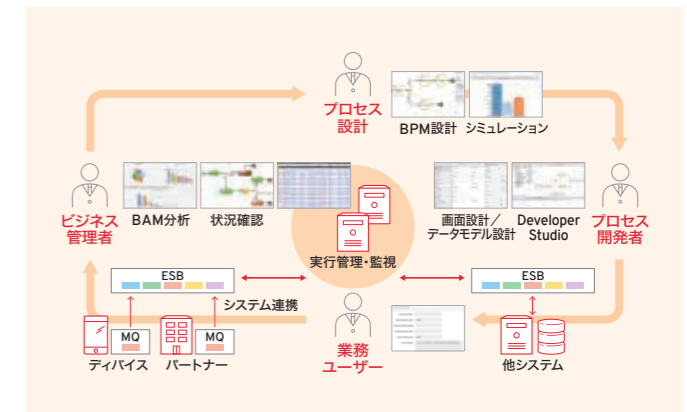 プロセス
設計
BPM設計
シミュレーション
ビジネス
管理者
BAM分析
状況確認
実行管理・監視
画面設計／
データモデル設計
Developer
Studio
プロセス
開発者
ESB
システム連携
MQ
ディバイス
MQ
パートナー
業務
ユーザー
ESB
他システム